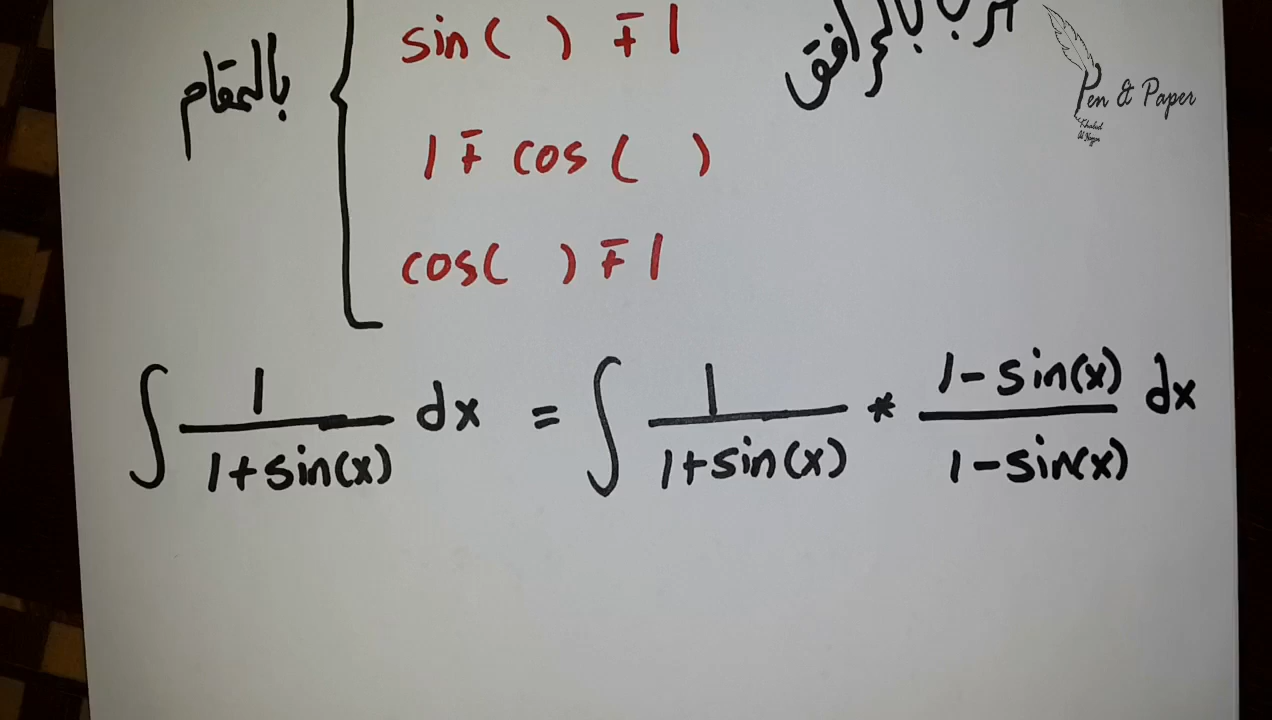 sin( ) ∓ 1
بالمقام
بالمرافق
1 ∓ cos( )
cos( ) ∓ 1
∫ 1/(1+sin(x)) dx = ∫ 1/(1+sin(x)) * (1-sin(x))/(1-sin(x)) dx
Pen & Paper
Khaled